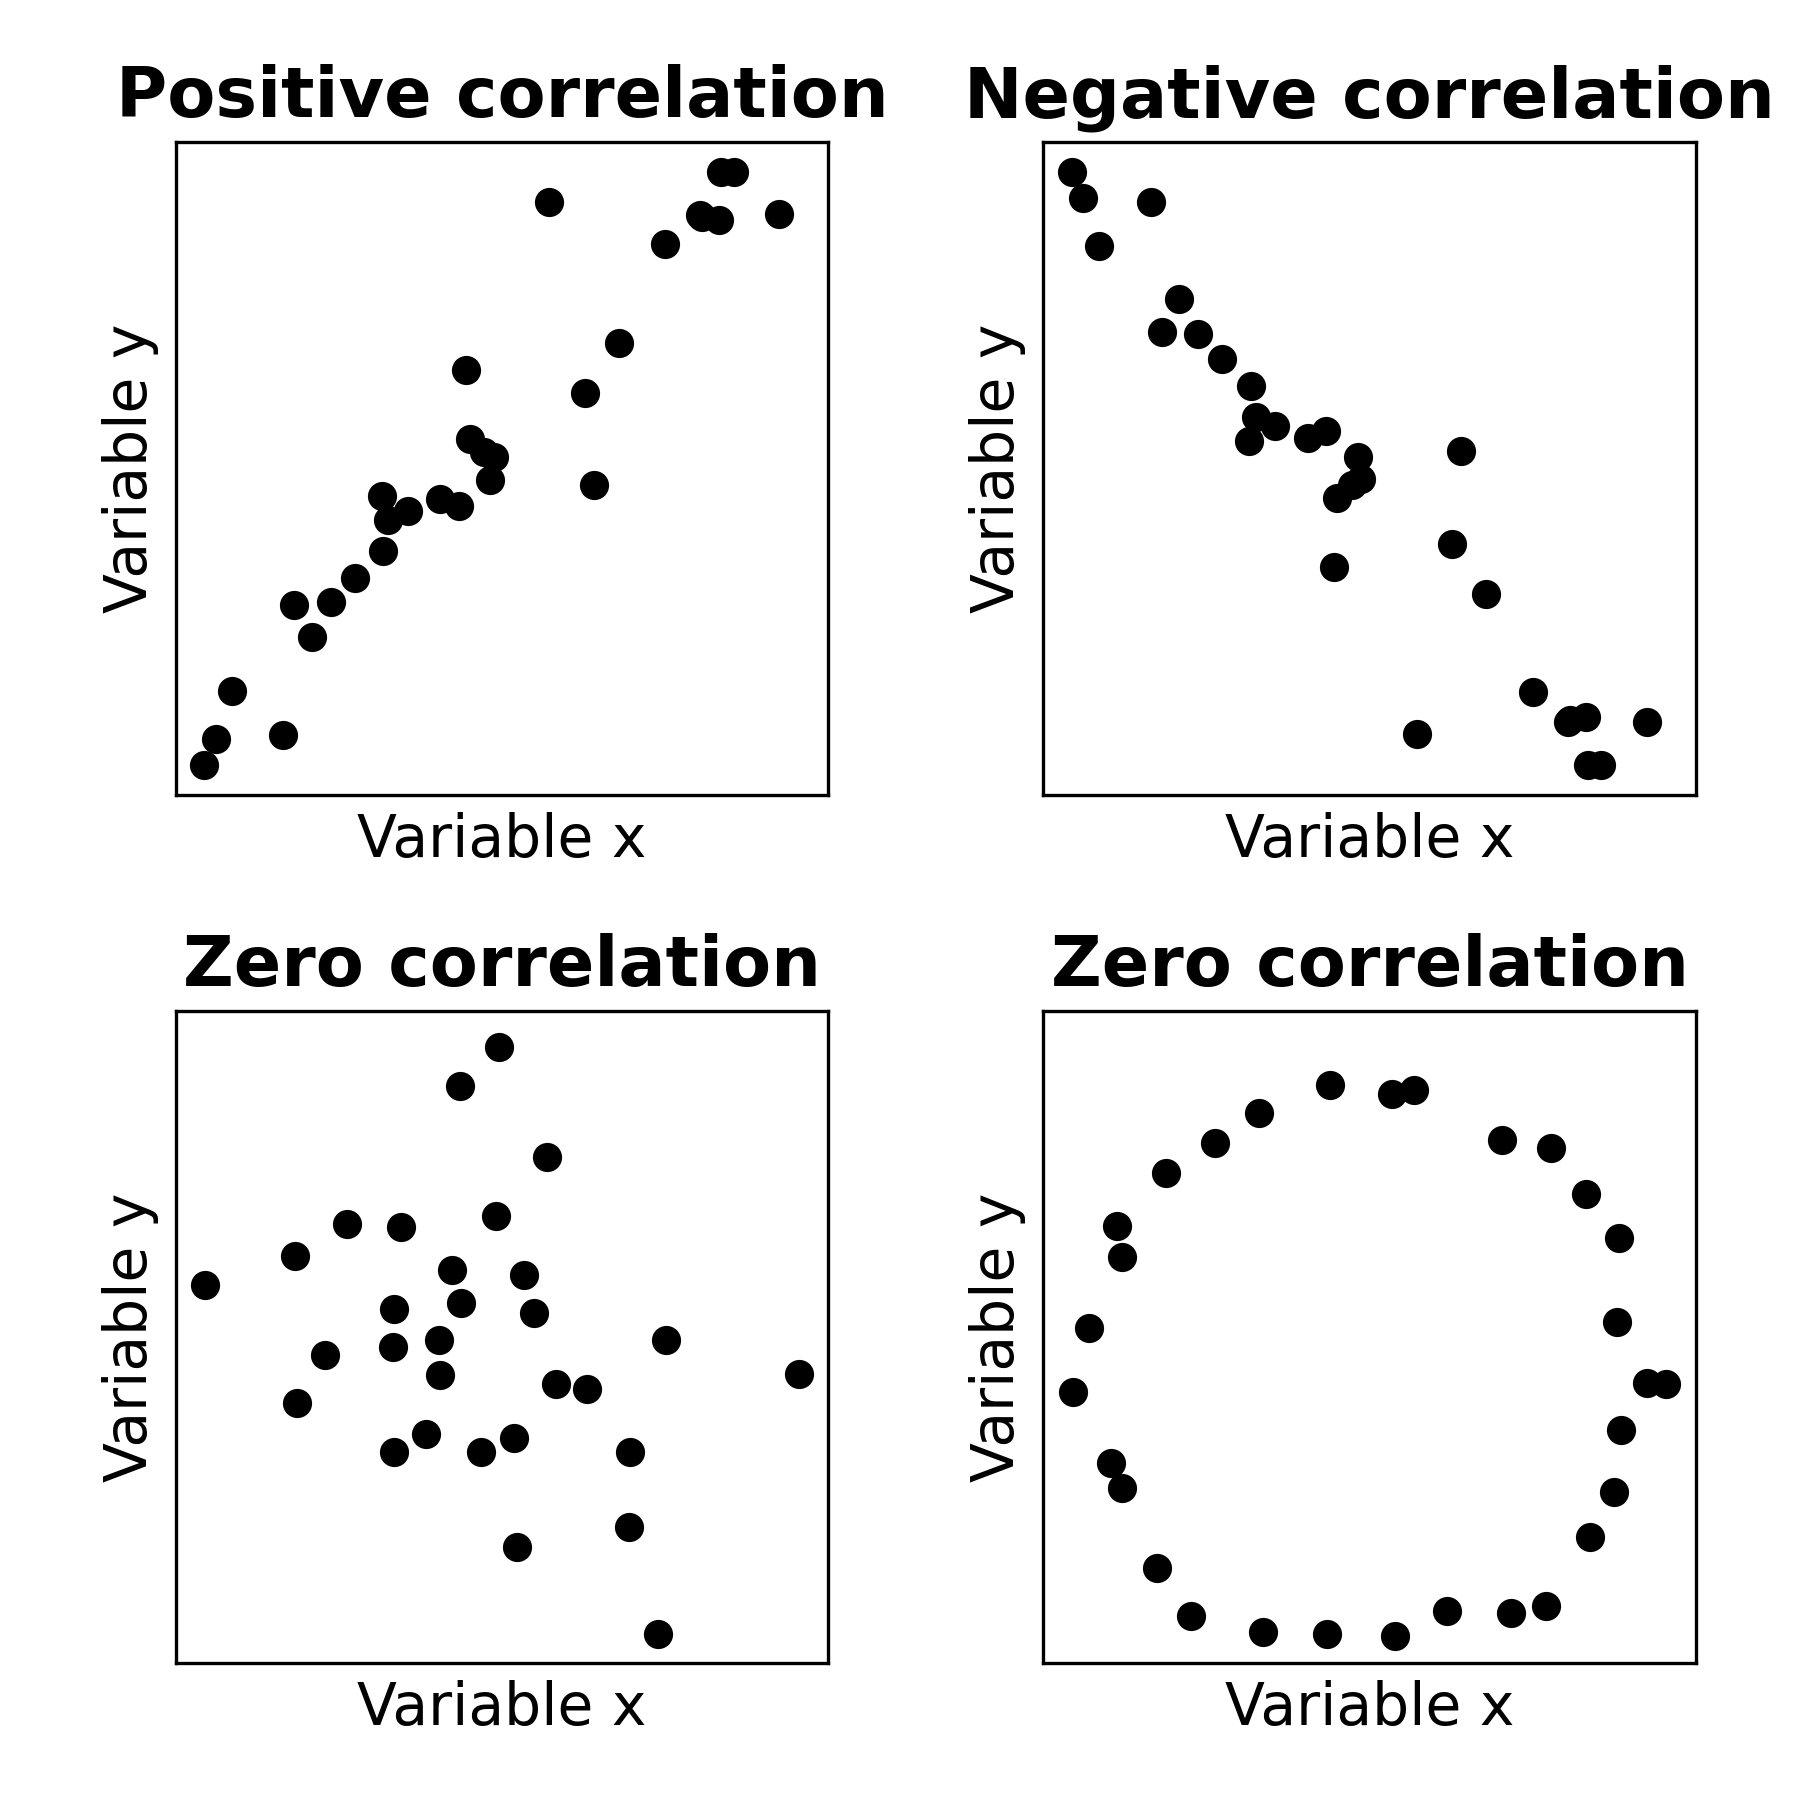 Positive correlation
Variable y
Variable x
Negative correlation
Variable y
Variable x
Zero correlation
Variable y
Variable x
Zero correlation
Variable y
Variable x